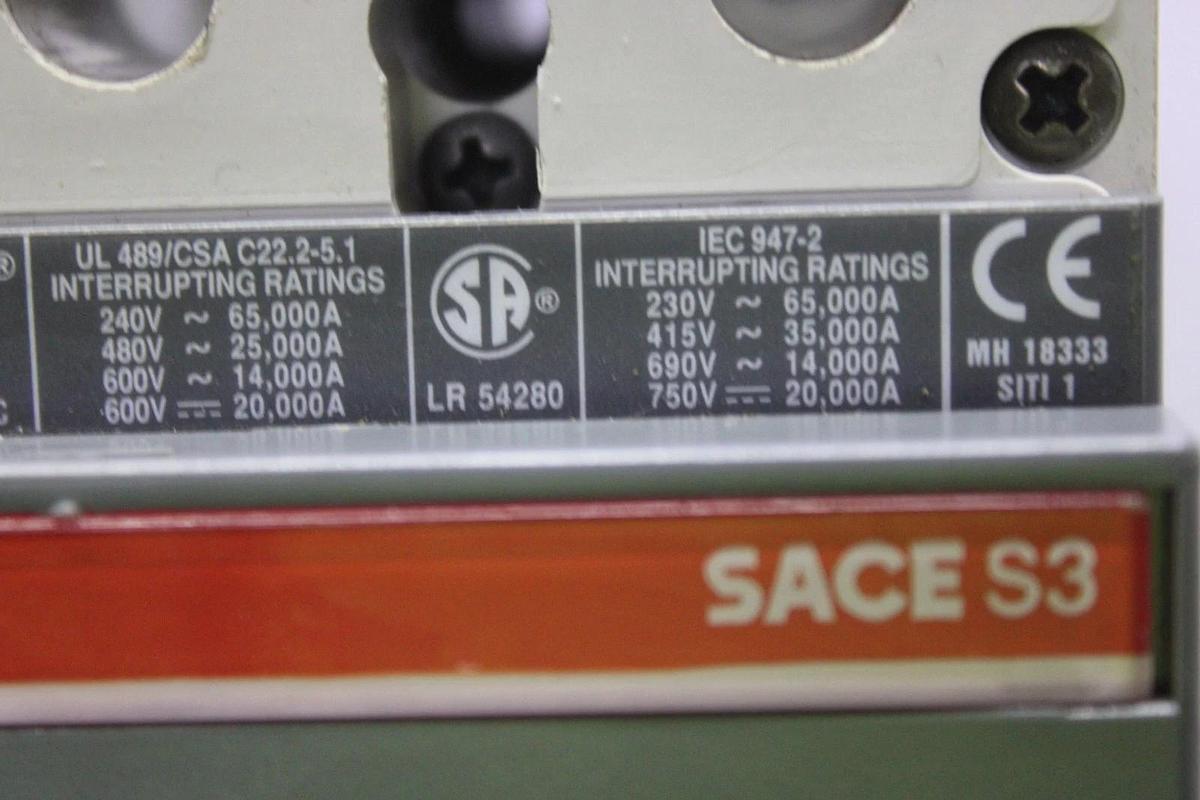 ®
UL 489/CSA C22.2-5.1
INTERRUPTING RATINGS
240V ~ 65,000A
480V ~ 25,000A
600V ~ 14,000A
600V ⎓ 20,000A
SA®
LR 54280
IEC 947-2
INTERRUPTING RATINGS
230V ~ 65,000A
415V ~ 35,000A
690V ~ 14,000A
750V ⎓ 20,000A
CE
MH 18333
SITI 1
SACE S3